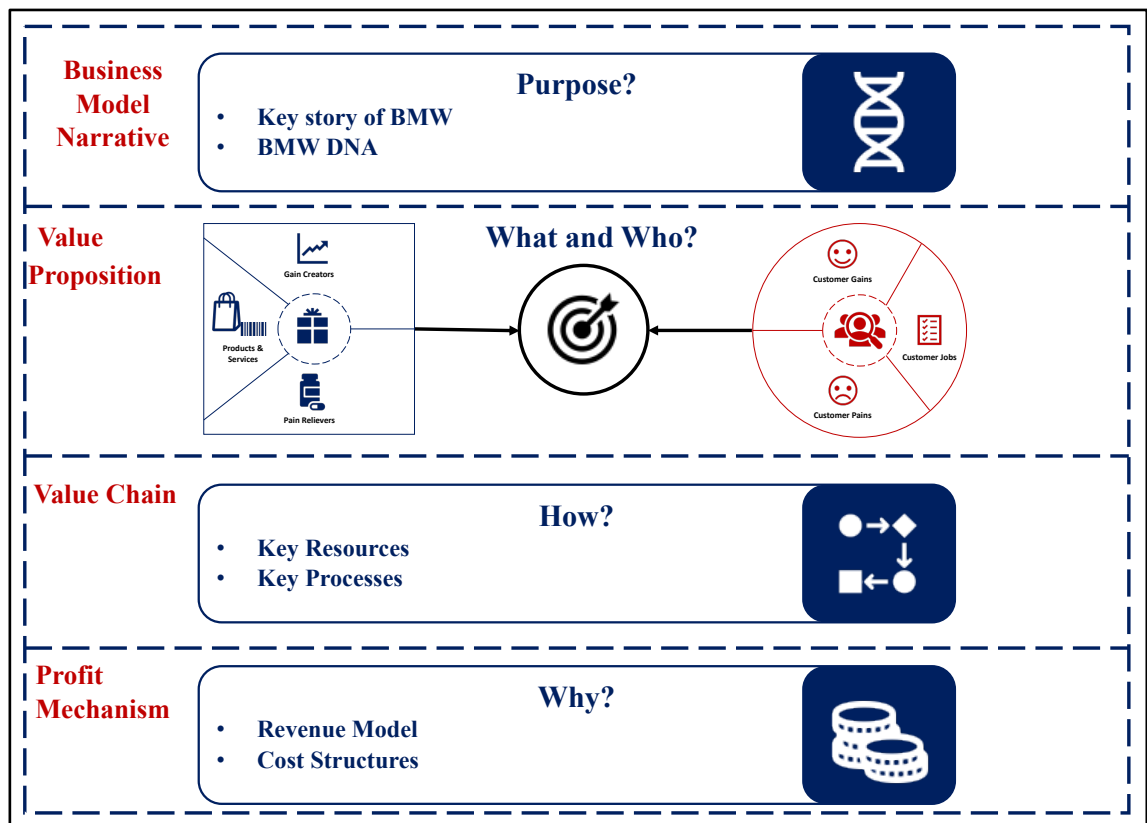 Business
Model
Narrative
Purpose?
• Key story of BMW
• BMW DNA
Value
Proposition
What and Who?
Gain Creators
Products &
Services
Pain Relievers
Customer Gains
Customer Jobs
Customer Pains
Value Chain
How?
• Key Resources
• Key Processes
Profit
Mechanism
Why?
• Revenue Model
• Cost Structures